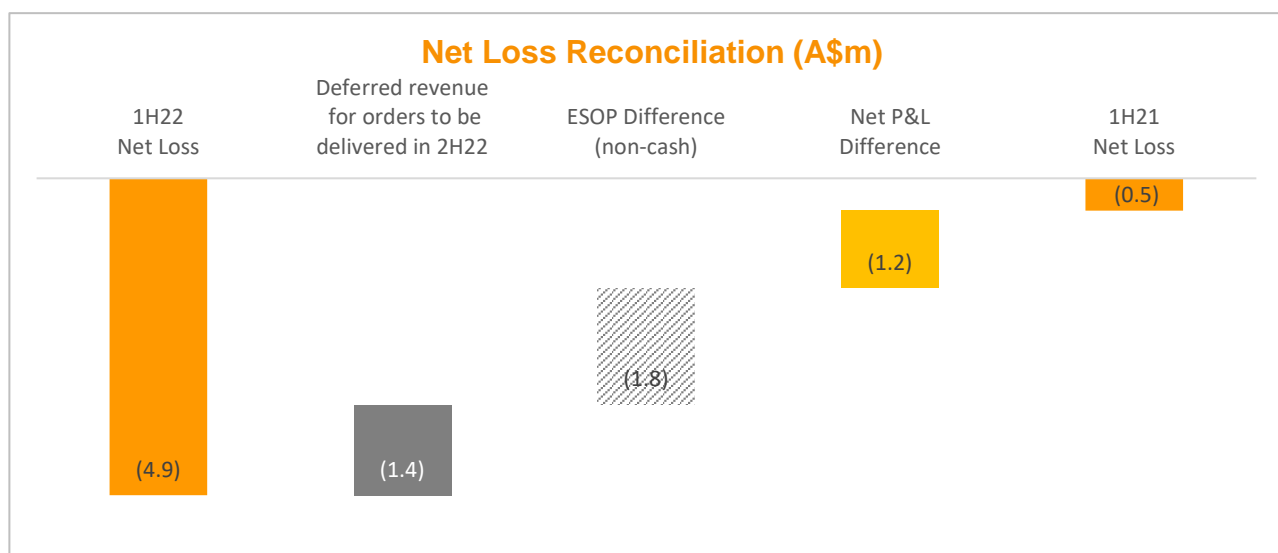 Net Loss Reconciliation (A$m)
1H22
Net Loss
Deferred revenue
for orders to be
delivered in 2H22
ESOP Difference
(non-cash)
Net P&L
Difference
1H21
Net Loss
(4.9)
(1.4)
(1.8)
(1.2)
(0.5)